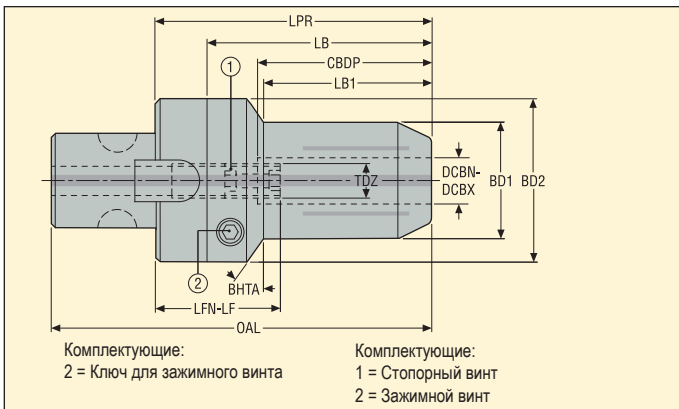 LPR
LB
CBDP
LB1
1
TDZ
DCBN-
DCBX
BD1
BD2
2
BHTA
LFN-LF
OAL
Комплектующие:
2 = Ключ для зажимного винта
Комплектующие:
1 = Стопорный винт
2 = Зажимной винт